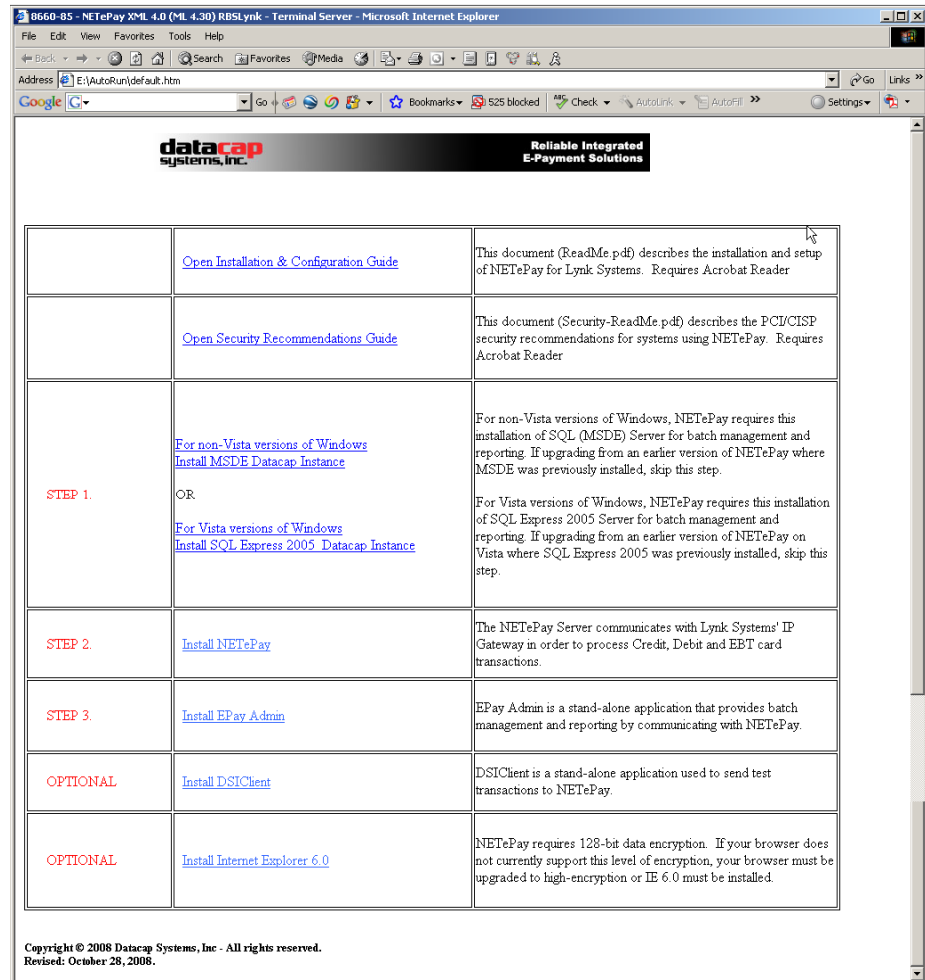 8660-85 - NETePay XML 4.0 (ML 4.30) RBSLynk - Terminal Server - Microsoft Internet Explorer
File Edit View Favorites Tools Help
Back Search Favorites Media
Address E:\AutoRun\default.htm Go Links »
Google G Go Bookmarks 525 blocked ABC Check AutoLink AutoFill » Settings
datacap
systems, inc.
Reliable Integrated
E-Payment Solutions
Open Installation & Configuration Guide
This document (ReadMe.pdf) describes the installation and setup
of NETePay for Lynk Systems. Requires Acrobat Reader
Open Security Recommendations Guide
This document (Security-ReadMe.pdf) describes the PCI/CISP
security recommendations for systems using NETePay. Requires
Acrobat Reader
STEP 1.
For non-Vista versions of Windows
Install MSDE Datacap Instance
OR
For Vista versions of Windows
Install SQL Express 2005 Datacap Instance
For non-Vista versions of Windows, NETePay requires this
installation of SQL (MSDE) Server for batch management and
reporting. If upgrading from an earlier version of NETePay where
MSDE was previously installed, skip this step.
For Vista versions of Windows, NETePay requires this installation
of SQL Express 2005 Server for batch management and
reporting. If upgrading from an earlier version of NETePay on
Vista where SQL Express 2005 was previously installed, skip this
step.
STEP 2.
Install NETePay
The NETePay Server communicates with Lynk Systems' IP
Gateway in order to process Credit, Debit and EBT card
transactions.
STEP 3.
Install EPay Admin
EPay Admin is a stand-alone application that provides batch
management and reporting by communicating with NETePay.
OPTIONAL
Install DSIClient
DSIClient is a stand-alone application used to send test
transactions to NETePay.
OPTIONAL
Install Internet Explorer 6.0
NETePay requires 128-bit data encryption. If your browser does
not currently support this level of encryption, your browser must be
upgraded to high-encryption or IE 6.0 must be installed.
Copyright © 2008 Datacap Systems, Inc - All rights reserved.
Revised: October 28, 2008.